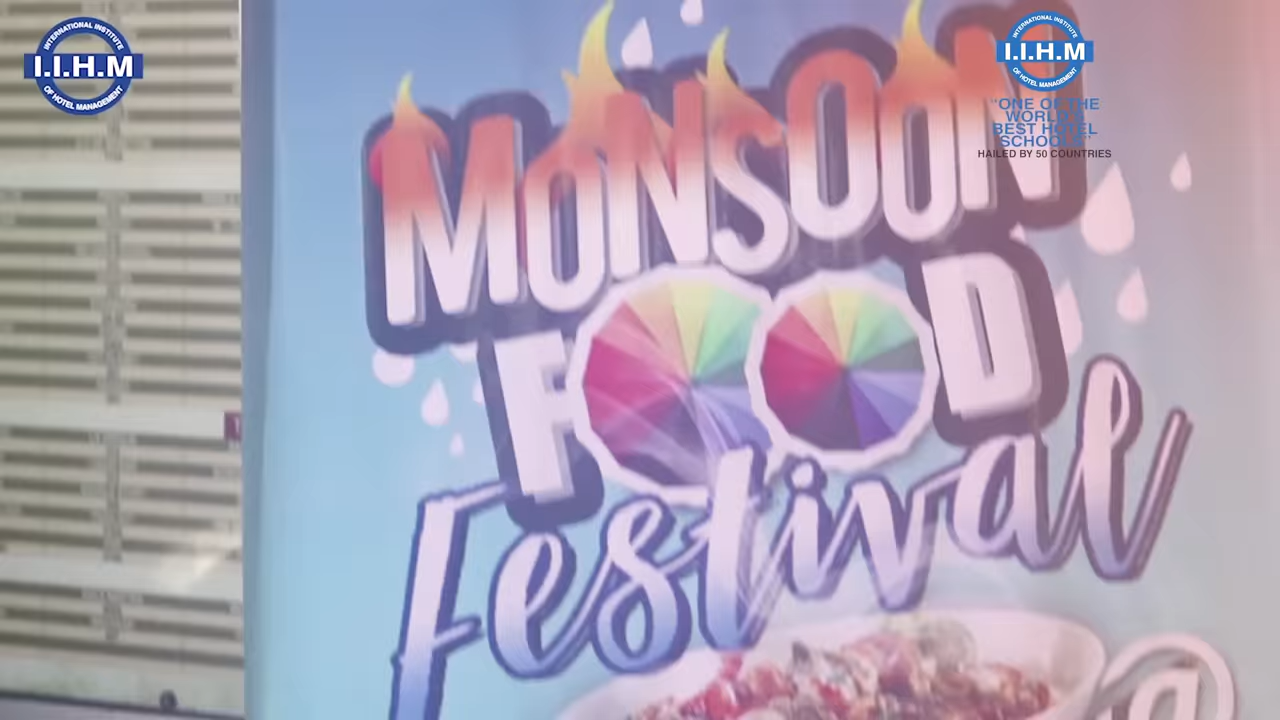 INTERNATIONAL INSTITUTE
I.I.H.M
OF HOTEL MANAGEMENT
INTERNATIONAL INSTITUTE
I.I.H.M
OF HOTEL MANAGEMENT
"ONE OF THE
WORLD'S
BEST HOTEL
SCHOOLS"
HAILED BY 50 COUNTRIES
MONSOON
FOOD
Festival
@